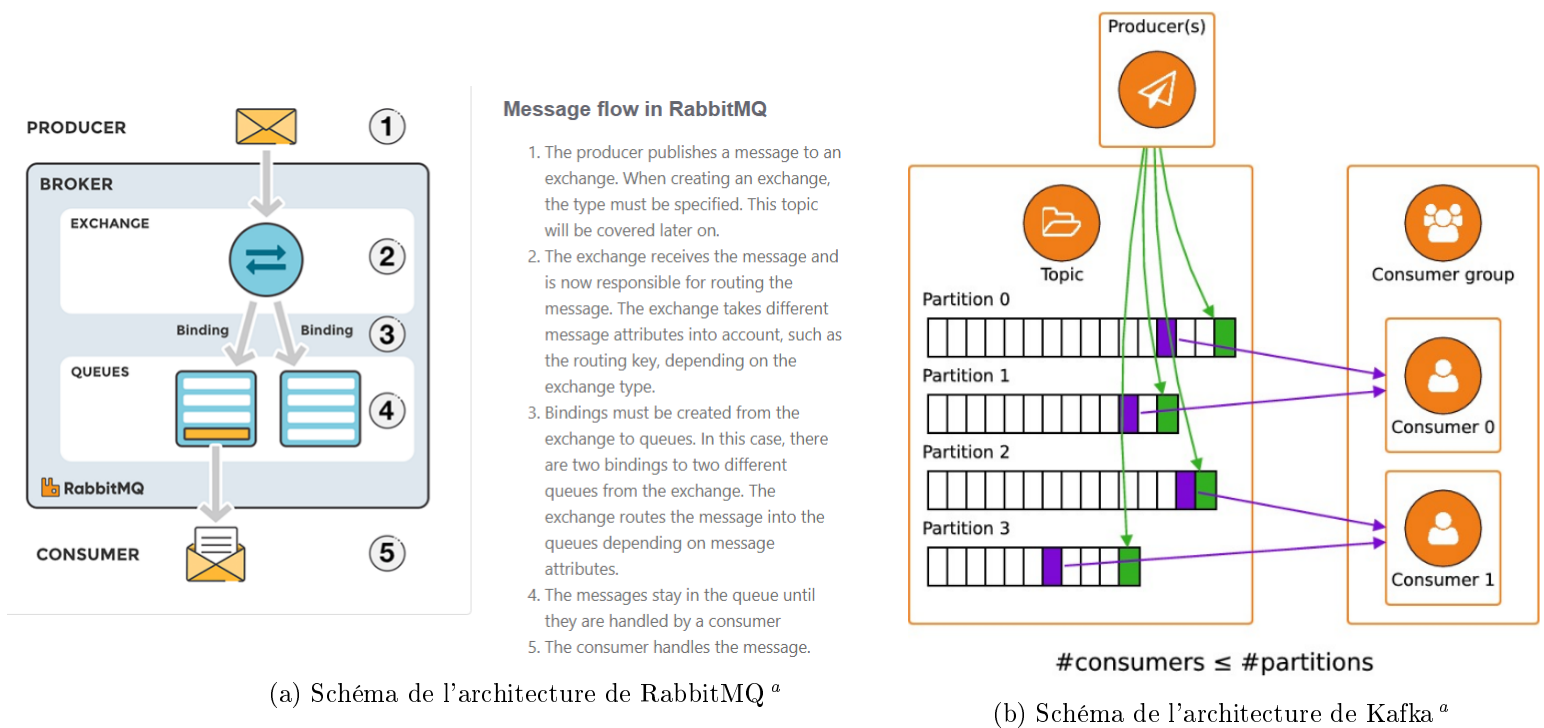 PRODUCER
1
BROKER
EXCHANGE
2
Binding
Binding
3
QUEUES
4
RabbitMQ
CONSUMER
5
Message flow in RabbitMQ
1. The producer publishes a message to an
exchange. When creating an exchange,
the type must be specified. This topic
will be covered later on.
2. The exchange receives the message and
is now responsible for routing the
message. The exchange takes different
message attributes into account, such as
the routing key, depending on the
exchange type.
3. Bindings must be created from the
exchange to queues. In this case, there
are two bindings to two different
queues from the exchange. The
exchange routes the message into the
queues depending on message
attributes.
4. The messages stay in the queue until
they are handled by a consumer
5. The consumer handles the message.
(a) Schéma de l'architecture de RabbitMQ a
Producer(s)
Topic
Consumer group
Partition 0
Partition 1
Consumer 0
Partition 2
Partition 3
Consumer 1
#consumers ≤ #partitions
(b) Schéma de l'architecture de Kafka a